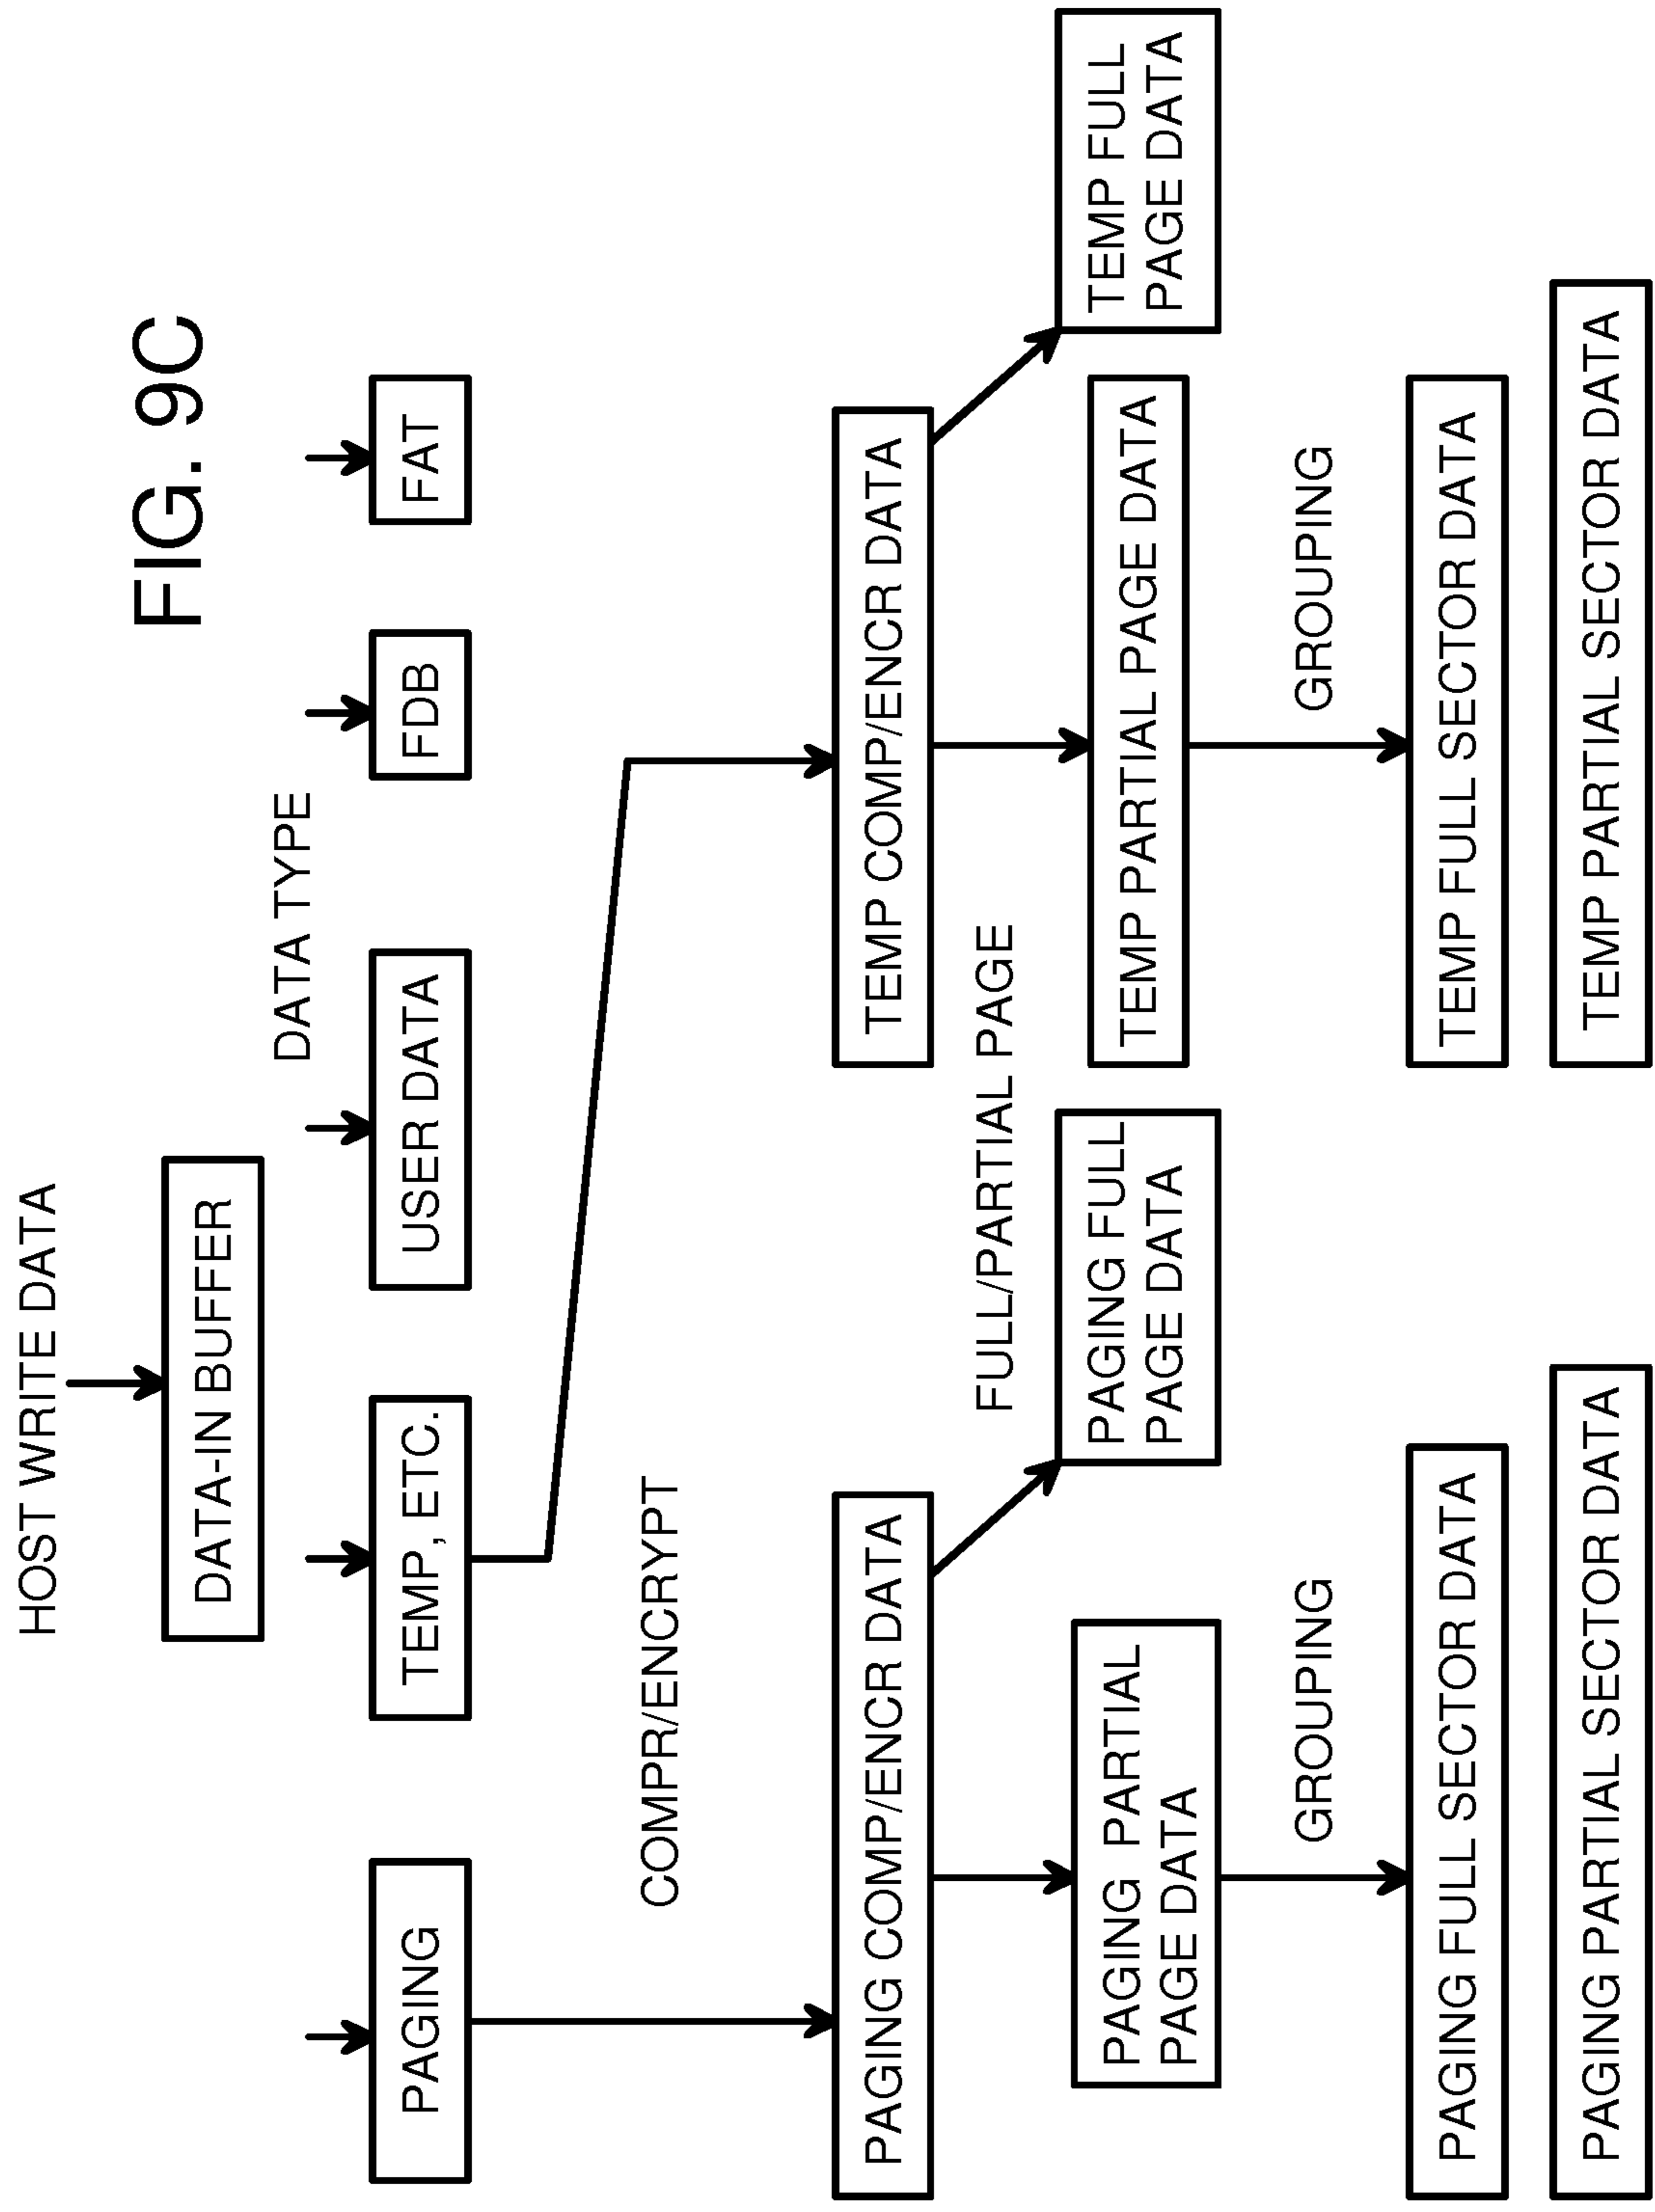 FIG. 9C
HOST WRITE DATA
DATA-IN BUFFER
DATA TYPE
PAGING
TEMP, ETC.
USER DATA
FDB
FAT
COMPR/ENCRYPT
PAGING COMP/ENCR DATA
TEMP COMP/ENCR DATA
FULL/PARTIAL PAGE
PAGING PARTIAL
PAGE DATA
PAGING FULL
PAGE DATA
TEMP PARTIAL PAGE DATA
TEMP FULL
PAGE DATA
GROUPING
GROUPING
PAGING FULL SECTOR DATA
TEMP FULL SECTOR DATA
PAGING PARTIAL SECTOR DATA
TEMP PARTIAL SECTOR DATA